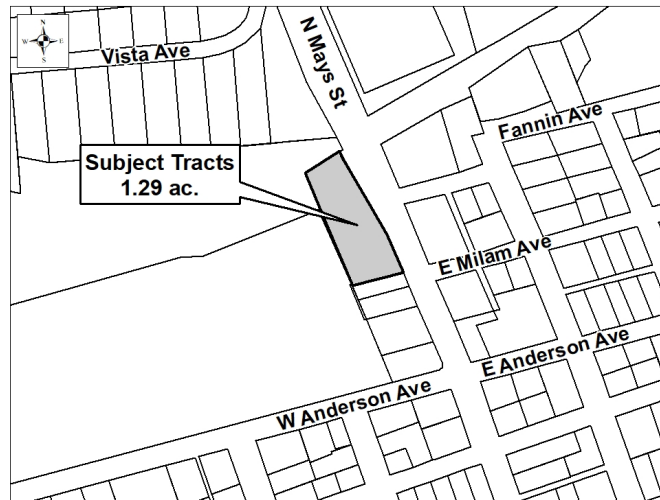 N
W E
S
Vista Ave
N Mays St
Fannin Ave
Subject Tracts
1.29 ac.
E Milam Ave
E Anderson Ave
W Anderson Ave